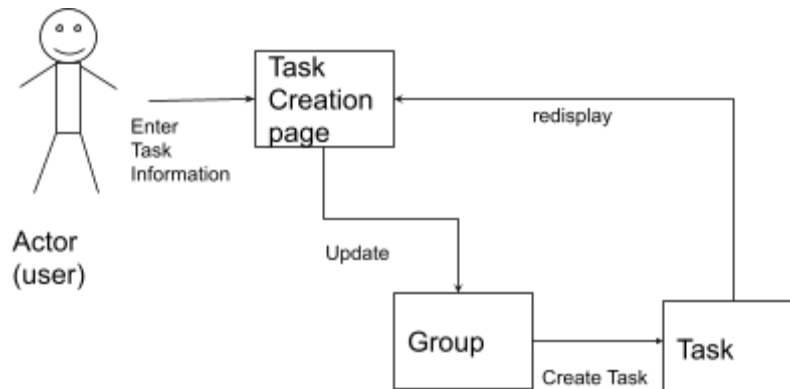 Task
Creation
page
redisplay
Enter
Task
Information
Actor
(user)
Update
Group
Task
Create Task